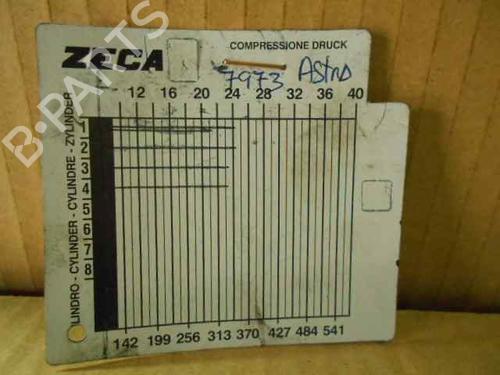 ZECA
COMPRESSIONE DRUCK
7973 Astra
12 16 20 24 28 32 36 40
LINDRO - CYLINDER - CYLINDRE - ZYLINDER
1
2
3
4
5
6
7
8
142 199 256 313 370 427 484 541
B-PARTS